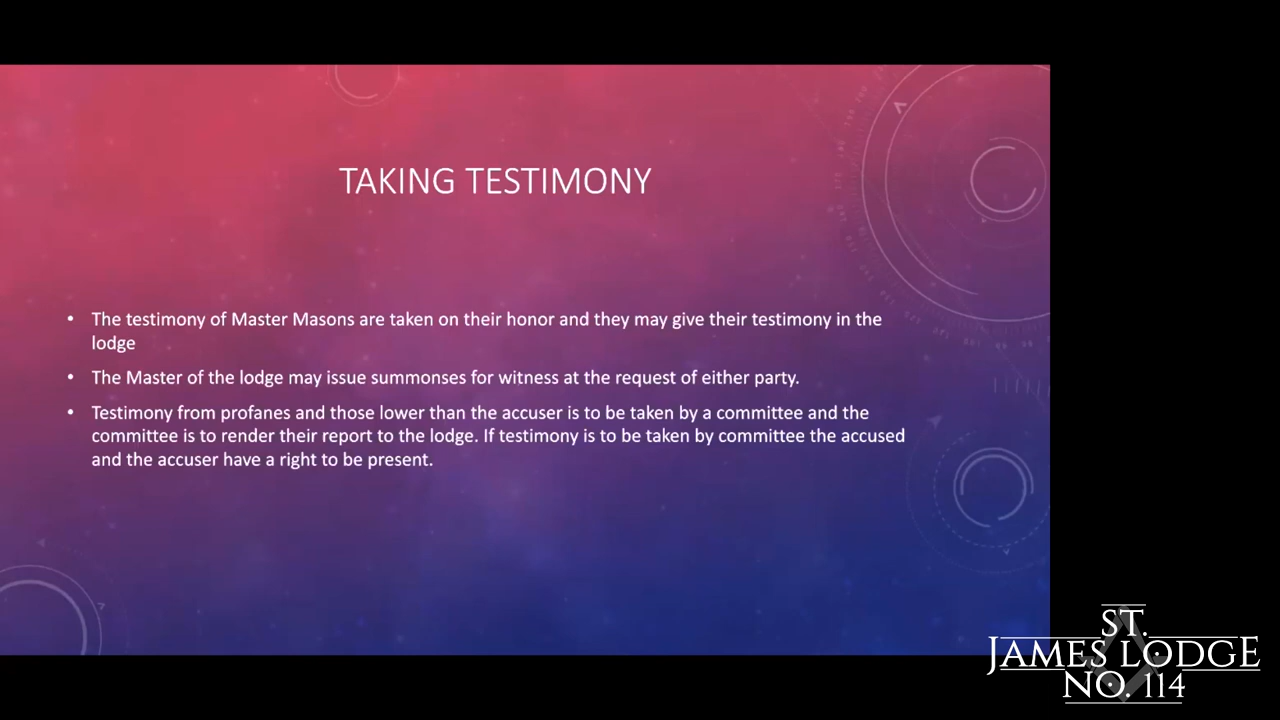 TAKING TESTIMONY
• The testimony of Master Masons are taken on their honor and they may give their testimony in the
lodge
• The Master of the lodge may issue summonses for witness at the request of either party.
• Testimony from profanes and those lower than the accuser is to be taken by a committee and the
committee is to render their report to the lodge. If testimony is to be taken by committee the accused
and the accuser have a right to be present.
ST.
JAMES LODGE
NO. 114